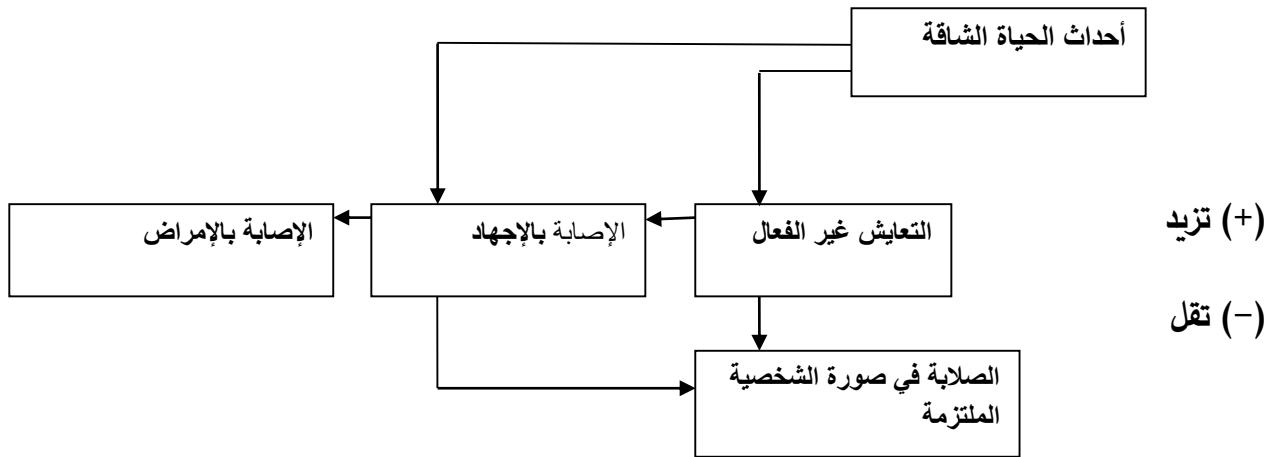 أحداث الحياة الشاقة
(+) تزيد
التعايش غير الفعال
الإصابة بالإجهاد
الإصابة بالإمراض
(–) تقل
الصلابة في صورة الشخصية
الملتزمة